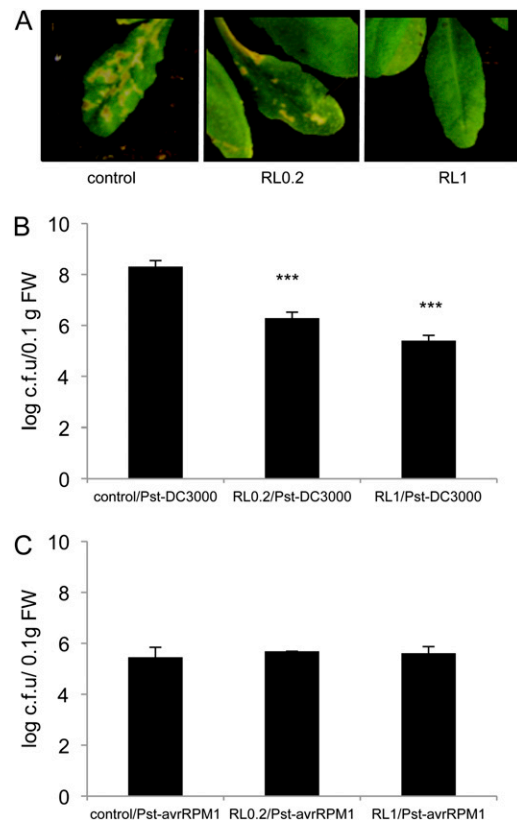 A
control RL0.2 RL1
B
log c.f.u/0.1 g FW
10
8
6
4
2
0
***
***
control/Pst-DC3000 RL0.2/Pst-DC3000 RL1/Pst-DC3000
C
log c.f.u/ 0.1g FW
10
8
6
4
2
0
control/Pst-avrRPM1 RL0.2/Pst-avrRPM1 RL1/Pst-avrRPM1